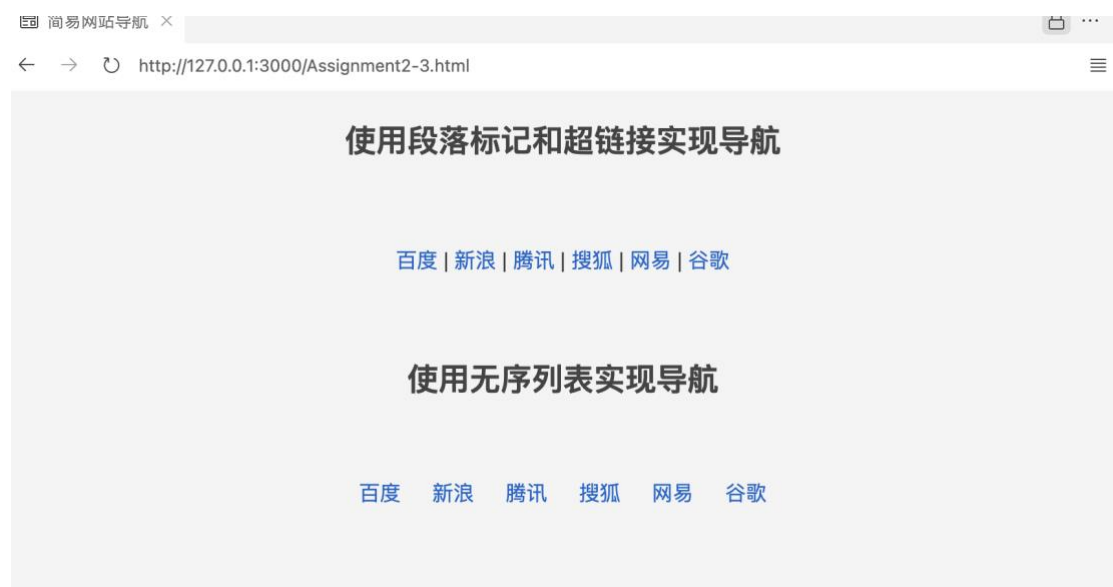 简易网站导航
http://127.0.0.1:3000/Assignment2-3.html
使用段落标记和超链接实现导航
百度 | 新浪 | 腾讯 | 搜狐 | 网易 | 谷歌
使用无序列表实现导航
百度 新浪 腾讯 搜狐 网易 谷歌